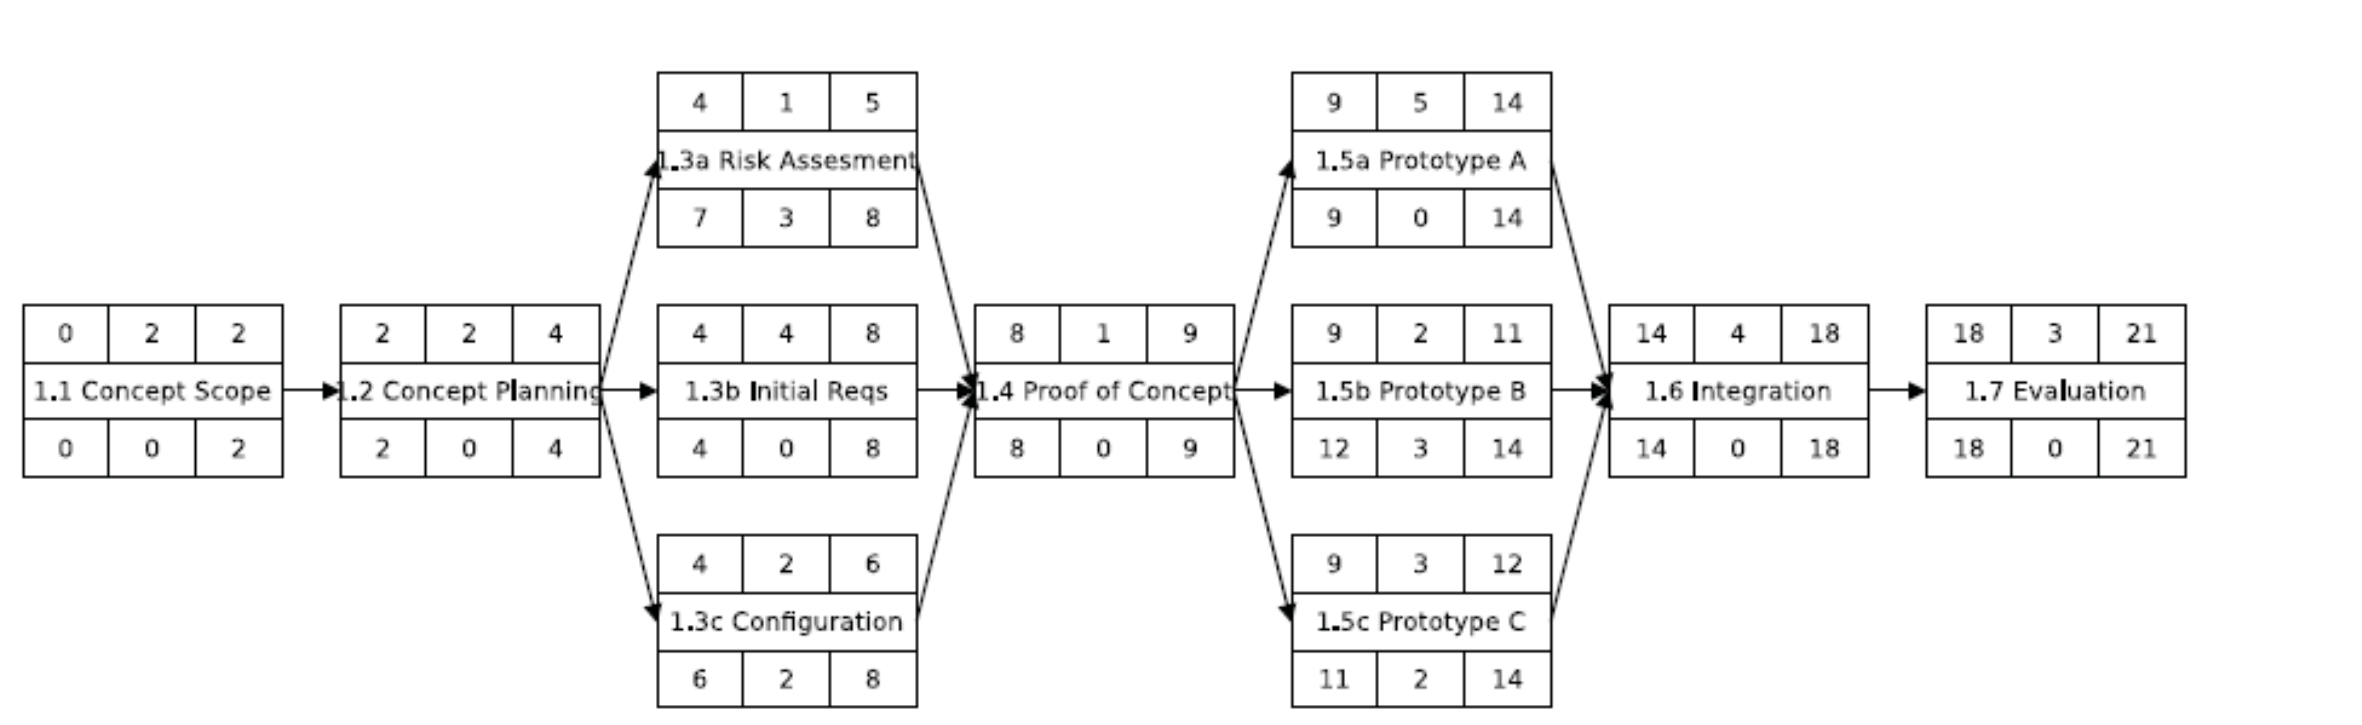 0 2 2
1.1 Concept Scope
0 0 2
2 2 4
1.2 Concept Planning
2 0 4
4 1 5
1.3a Risk Assesment
7 3 8
4 4 8
1.3b Initial Reqs
4 0 8
4 2 6
1.3c Configuration
6 2 8
8 1 9
1.4 Proof of Concept
8 0 9
9 5 14
1.5a Prototype A
9 0 14
9 2 11
1.5b Prototype B
12 3 14
9 3 12
1.5c Prototype C
11 2 14
14 4 18
1.6 Integration
14 0 18
18 3 21
1.7 Evaluation
18 0 21